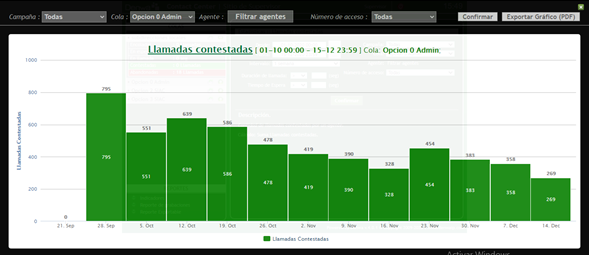 Campaña : Todas Cola : Opcion 0 Admin Agente : Filtrar agentes Número de acceso : Todas Confirmar Exportar Gráfico (PDF)
Llamadas contestadas [ 01-10 00:00 - 15-12 23:59 | Cola: Opcion 0 Admin]
1000
800
600
400
200
0
Llamadas Contestadas
0 795 551 639 586 478 419 390 328 454 383 358 269
795 551 639 586 478 419 390 328 454 383 358 269
21. Sep 28. Sep 5. Oct 12. Oct 19. Oct 26. Oct 2. Nov 9. Nov 16. Nov 23. Nov 30. Nov 7. Dec 14. Dec
Llamadas Contestadas
Activar Windows